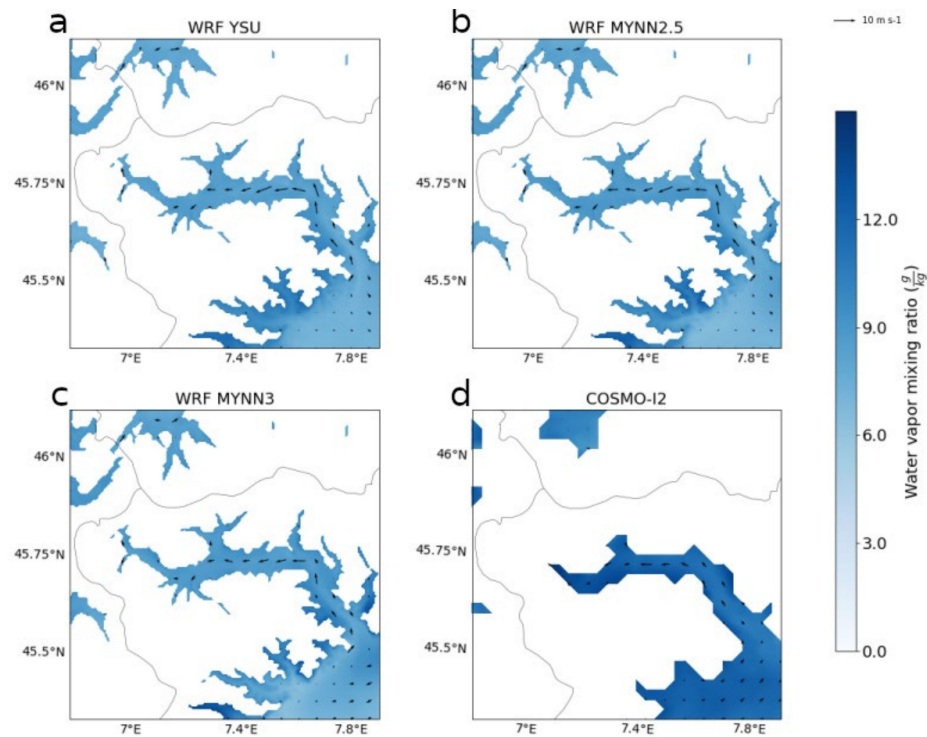 a
WRF YSU
46°N
45.75°N
45.5°N
7°E
7.4°E
7.8°E
b
WRF MYNN2.5
46°N
45.75°N
45.5°N
7°E
7.4°E
7.8°E
10 m s-1
c
WRF MYNN3
46°N
45.75°N
45.5°N
7°E
7.4°E
7.8°E
d
COSMO-I2
46°N
45.75°N
45.5°N
7°E
7.4°E
7.8°E
12.0
9.0
6.0
3.0
0.0
Water vapor mixing ratio (g/kg)